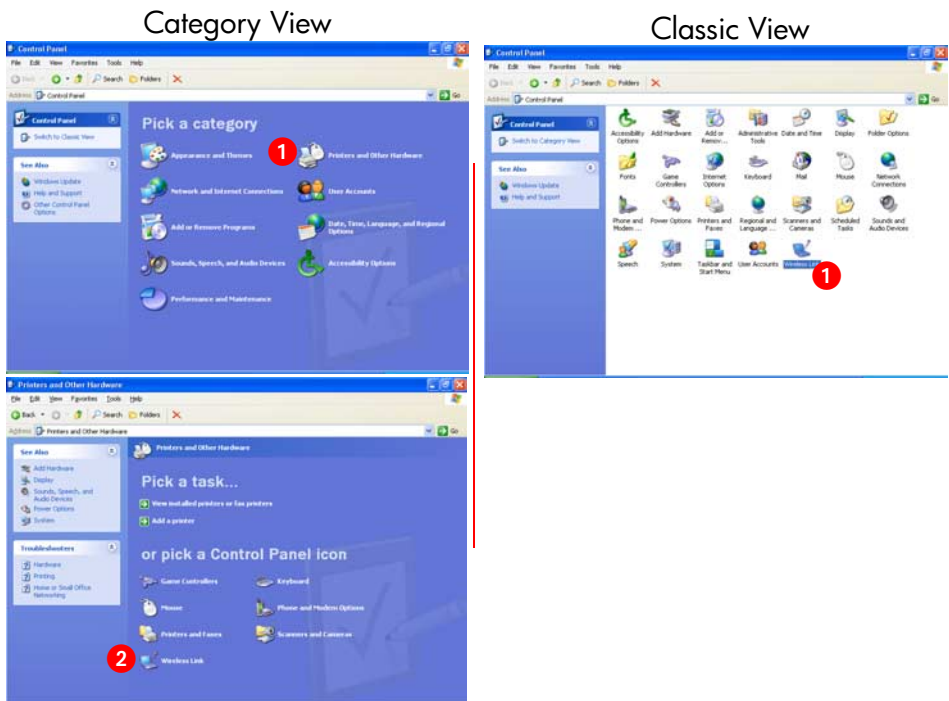 Category View
Control Panel
File Edit View Favorites Tools Help
Back Search Folders
Address Control Panel Go
Control Panel
Switch to Classic View
See Also
Windows Update
Help and Support
Other Control Panel
Options
Pick a category
Appearance and Themes
1 Printers and Other Hardware
Network and Internet Connections
User Accounts
Add or Remove Programs
Date, Time, Language, and Regional
Options
Sounds, Speech, and Audio Devices
Accessibility Options
Performance and Maintenance
Printers and Other Hardware
File Edit View Favorites Tools Help
Back Search Folders
Address Printers and Other Hardware Go
See Also
Add Hardware
Display
Sounds, Speech, and
Audio Devices
Power Options
System
Troubleshooters
Hardware
Printing
Home or Small Office
Networking
Printers and Other Hardware
Pick a task...
View installed printers or fax printers
Add a printer
or pick a Control Panel icon
Game Controllers
Keyboard
Mouse
Phone and Modem Options
Printers and Faxes
Scanners and Cameras
2 Wireless Link
Classic View
Control Panel
File Edit View Favorites Tools Help
Back Search Folders
Address Control Panel Go
Control Panel
Switch to Category View
See Also
Windows Update
Help and Support
Accessibility Options
Add Hardware
Add or Remov...
Administrative Tools
Date and Time
Display
Folder Options
Fonts
Game Controllers
Internet Options
Keyboard
Mail
Mouse
Network Connections
Phone and Modem ...
Power Options
Printers and Faxes
Regional and Language ...
Scanners and Cameras
Scheduled Tasks
Sounds and Audio Devices
Speech
System
Taskbar and Start Menu
User Accounts
Wireless Link
1